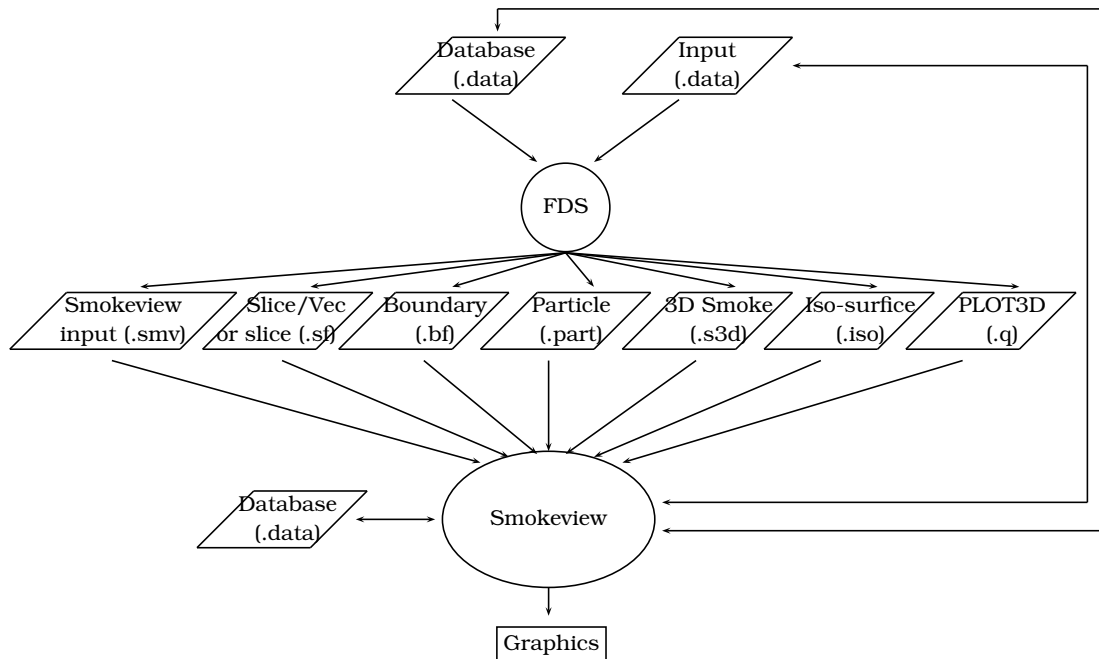 Database
(.data)
Input
(.data)
FDS
Smokeview
input (.smv)
Slice/Vec
or slice (.sf)
Boundary
(.bf)
Particle
(.part)
3D Smoke
(.s3d)
Iso-surfice
(.iso)
PLOT3D
(.q)
Database
(.data)
Smokeview
Graphics